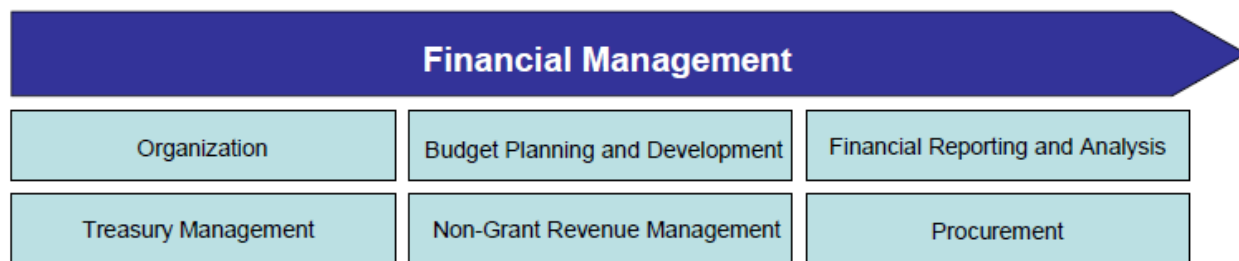 Financial Management
Organization
Budget Planning and Development
Financial Reporting and Analysis
Treasury Management
Non-Grant Revenue Management
Procurement